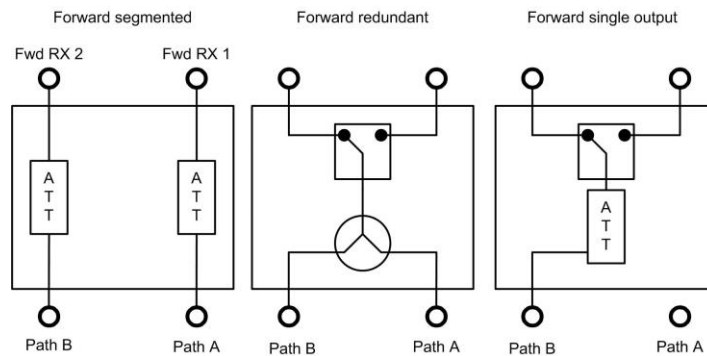 Forward segmented
Forward redundant
Forward single output
Fwd RX 2
Fwd RX 1
A
T
T
A
T
T
A
T
T
Path B
Path A
Path B
Path A
Path B
Path A